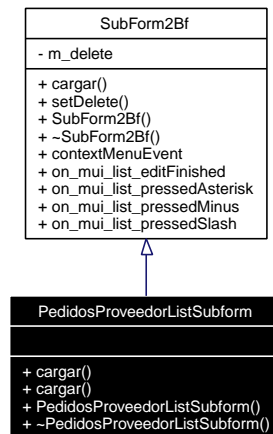 SubForm2Bf
- m_delete
+ cargar()
+ setDelete()
+ SubForm2Bf()
+ ~SubForm2Bf()
+ contextMenuEvent
+ on_mui_list_editFinished
+ on_mui_list_pressedAsterisk
+ on_mui_list_pressedMinus
+ on_mui_list_pressedSlash
PedidosProveedorListSubform
+ cargar()
+ cargar()
+ PedidosProveedorListSubform()
+ ~PedidosProveedorListSubform()